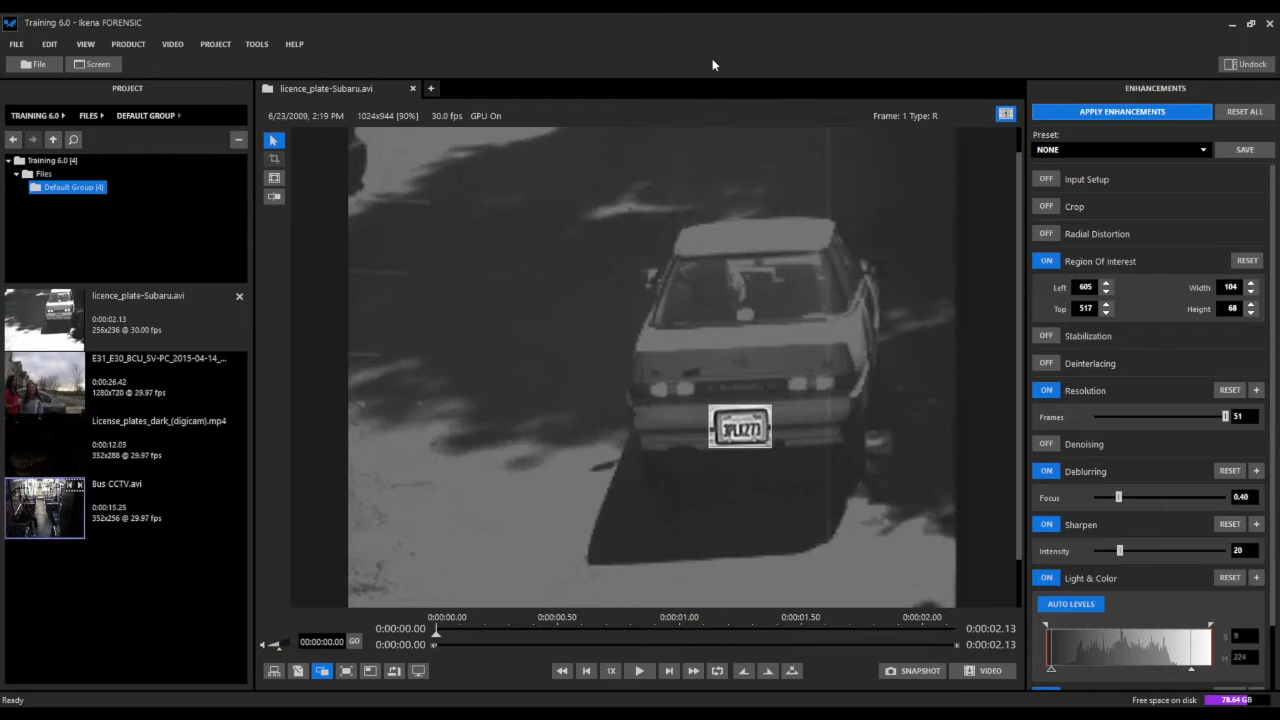 Training 6.0 - Ikena FORENSIC
FILE EDIT VIEW PRODUCT VIDEO PROJECT TOOLS HELP
File Screen Undock
PROJECT
TRAINING 6.0 FILES DEFAULT GROUP
Training 6.0 [4]
Files
Default Group [4]
licence_plate-Subaru.avi
0:00:02.13
256x236 @ 30.00 fps
E31_E30_BCU_SV-PC_2015-04-14_...
0:00:26.42
1280x720 @ 29.97 fps
License_plates_dark_(digicam).mp4
0:00:12.03
352x288 @ 29.97 fps
Bus CCTV.avi
0:00:15.25
352x256 @ 29.97 fps
licence_plate-Subaru.avi
6/23/2009, 2:19 PM 1024x944 [90%] 30.0 fps GPU On Frame: 1 Type: R
0:00:00.00 0:00:00.50 0:00:01.00 0:00:01.50 0:00:02.00
0:00:00.00 0:00:02.13
0:00:00.00 GO 0:00:00.00 0:00:02.13
1X SNAPSHOT VIDEO
ENHANCEMENTS
APPLY ENHANCEMENTS RESET ALL
Preset:
NONE SAVE
OFF Input Setup
OFF Crop
OFF Radial Distortion
ON Region Of Interest RESET
Left 605 Width 104
Top 517 Height 68
OFF Stabilization
OFF Deinterlacing
ON Resolution RESET +
Frames 51
OFF Denoising
ON Deblurring RESET +
Focus 0.40
ON Sharpen RESET +
Intensity 20
ON Light & Color RESET +
AUTO LEVELS
S 9
H 224
Ready Free space on disk 78.64 GB